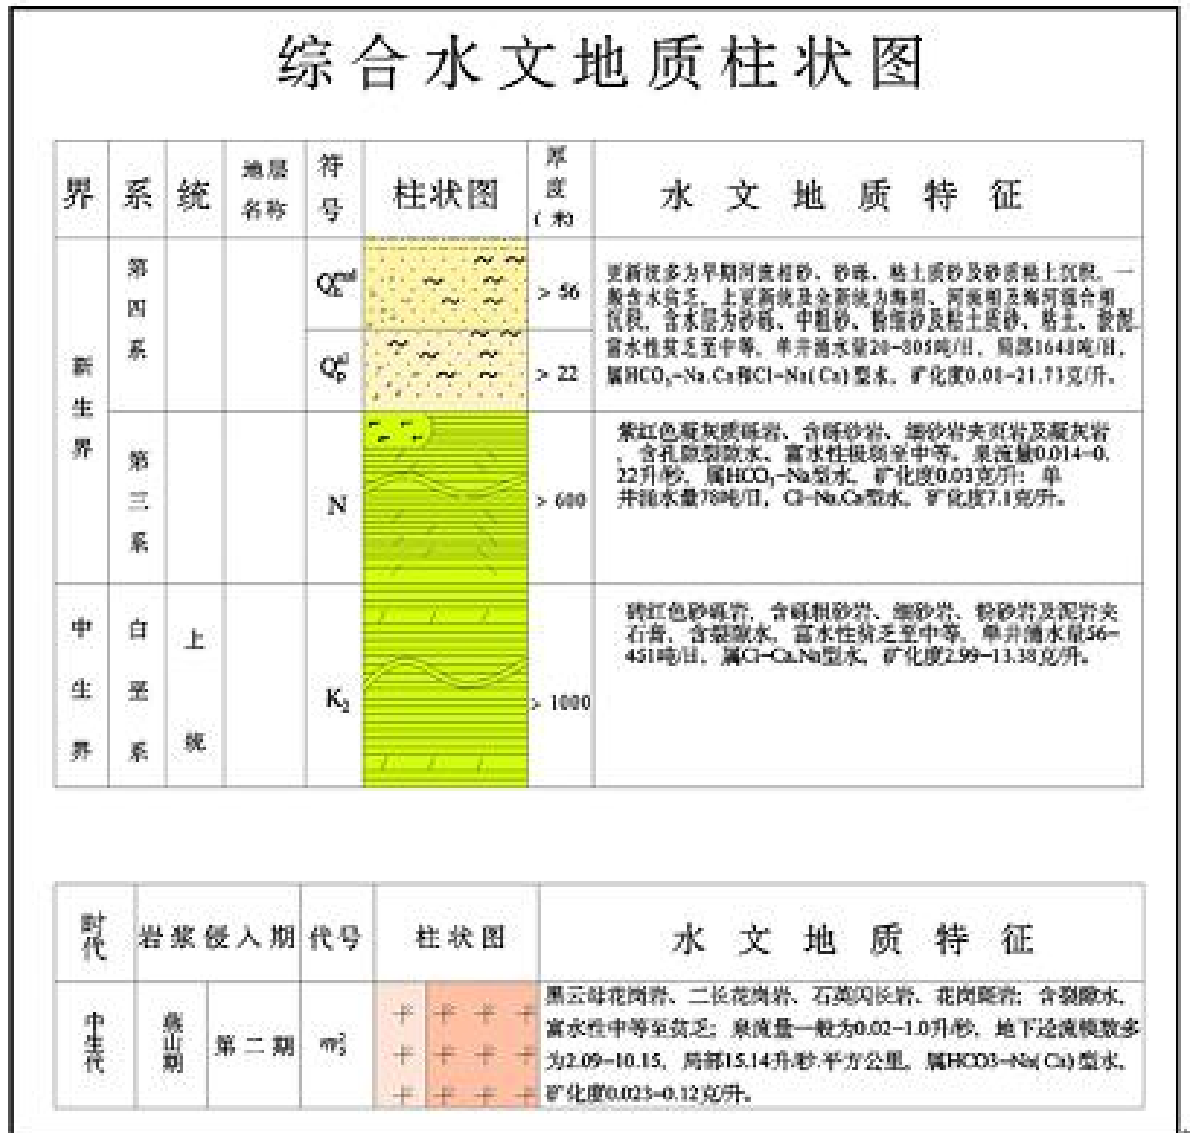 综合水文地质柱状图
界 系 统 地层名称 符号 柱状图 厚度(米) 水文地质特征
新生界 第四系 > 56
更新统多为早期河流相砂、砂砾、粘土质砂及砂质粘土沉积，一
般含水贫乏，上更新统及全新统为海相、河流相及海河混合相
沉积，含水层为砂砾、中粗砂、粉细砂及粘土质砂、粘土、淤泥.
富水性贫乏至中等，单井涌水量20-805吨/日，局部1648吨/日，
属HCO₃-Na.Ca和Cl-Na(Ca)型水，矿化度0.01-21.73克/升。
> 22
第三系 N > 600
紫红色凝灰质砾岩、含砾砂岩、细砂岩夹页岩及凝灰岩
，含孔隙裂隙水，富水性极弱至中等。泉流量0.014-0.
22升/秒，属HCO₃-Na型水，矿化度0.03克/升；单
井涌水量78吨/日，Cl-Na.Ca型水，矿化度7.1克/升。
中生界 白垩系 上统 K₂ > 1000
砖红色砂砾岩、含砾粗砂岩、细砂岩、粉砂岩及泥岩夹
石膏，含裂隙水，富水性贫乏至中等，单井涌水量56-
451吨/日，属Cl-Ca.Na型水，矿化度2.99-13.38克/升。
时代 岩浆侵入期 代号 柱状图 水文地质特征
中生代 燕山期 第二期
黑云母花岗岩、二长花岗岩、石英闪长岩、花岗斑岩；含裂隙水，
富水性中等至贫乏；泉流量一般为0.02-1.0升/秒，地下迳流模数多
为2.09-10.15，局部15.14升/秒.平方公里，属HCO3-Na(Ca)型水，
矿化度0.023-0.12克/升。